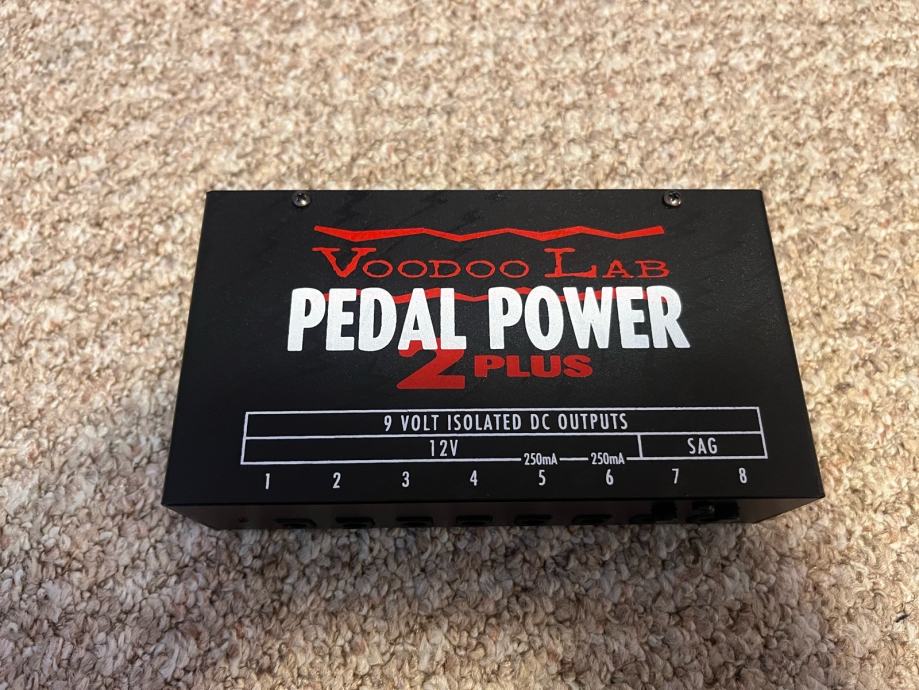 VOODOO LAB
PEDAL POWER
2 PLUS
9 VOLT ISOLATED DC OUTPUTS
12V 250mA 250mA SAG
1 2 3 4 5 6 7 8